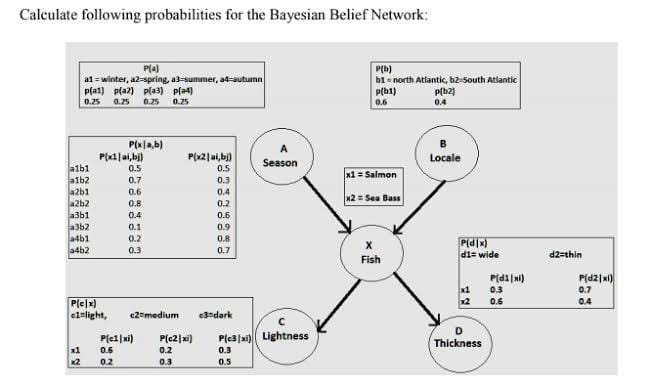 Calculate following probabilities for the Bayesian Belief Network:
P(a)
a1 = winter, a2=spring, a3=summer, a4=autumn
p(a1) p(a2) p(a3) p(a4)
0.25 0.25 0.25 0.25
P(b)
b1 = north Atlantic, b2=South Atlantic
p(b1) p(b2)
0.6 0.4
P(x|a,b)
P(x1|ai,bj) P(x2|ai,bj)
a1b1 0.5 0.5
a1b2 0.7 0.3
a2b1 0.6 0.4
a2b2 0.8 0.2
a3b1 0.4 0.6
a3b2 0.1 0.9
a4b1 0.2 0.8
a4b2 0.3 0.7
A
Season
B
Locale
x1 = Salmon
x2 = Sea Bass
X
Fish
P(d|x)
d1= wide d2=thin
P(d1|xi) P(d2|xi)
x1 0.3 0.7
x2 0.6 0.4
P(c|x)
c1=light, c2=medium c3=dark
P(c1|xi) P(c2|xi) P(c3|xi)
x1 0.6 0.2 0.3
x2 0.2 0.3 0.5
C
Lightness
D
Thickness